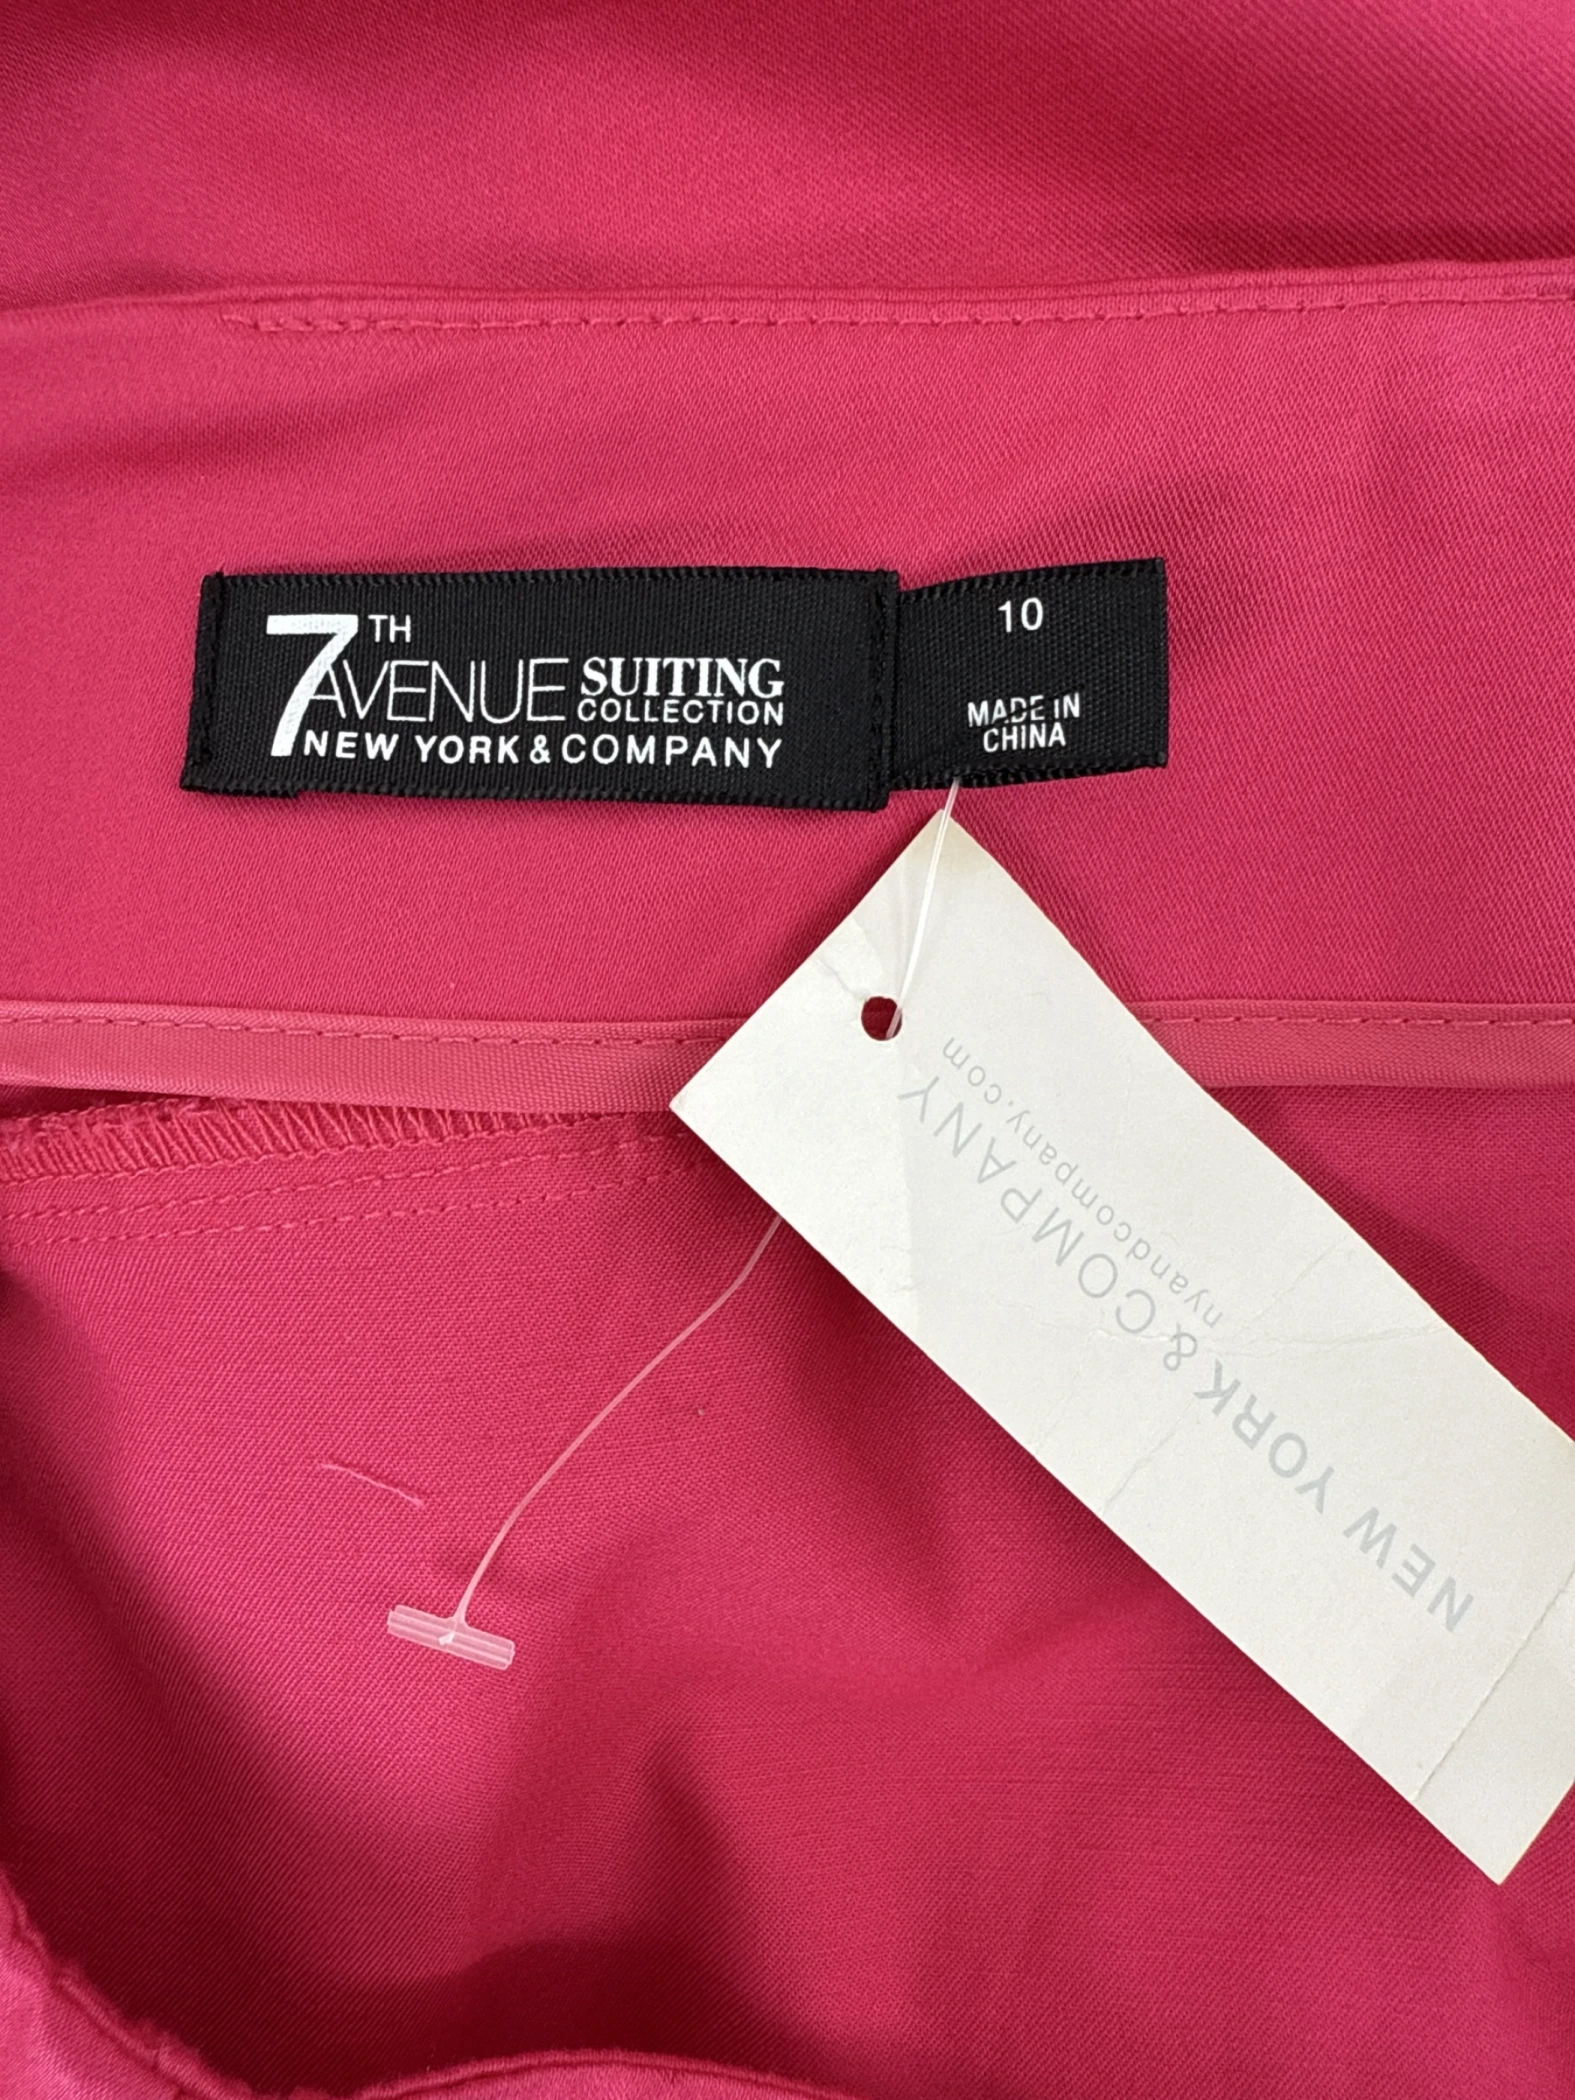 7TH
AVENUE SUITING
COLLECTION
NEW YORK & COMPANY
10
MADE IN
CHINA
NEW YORK & COMPANY
nyandcompany.com